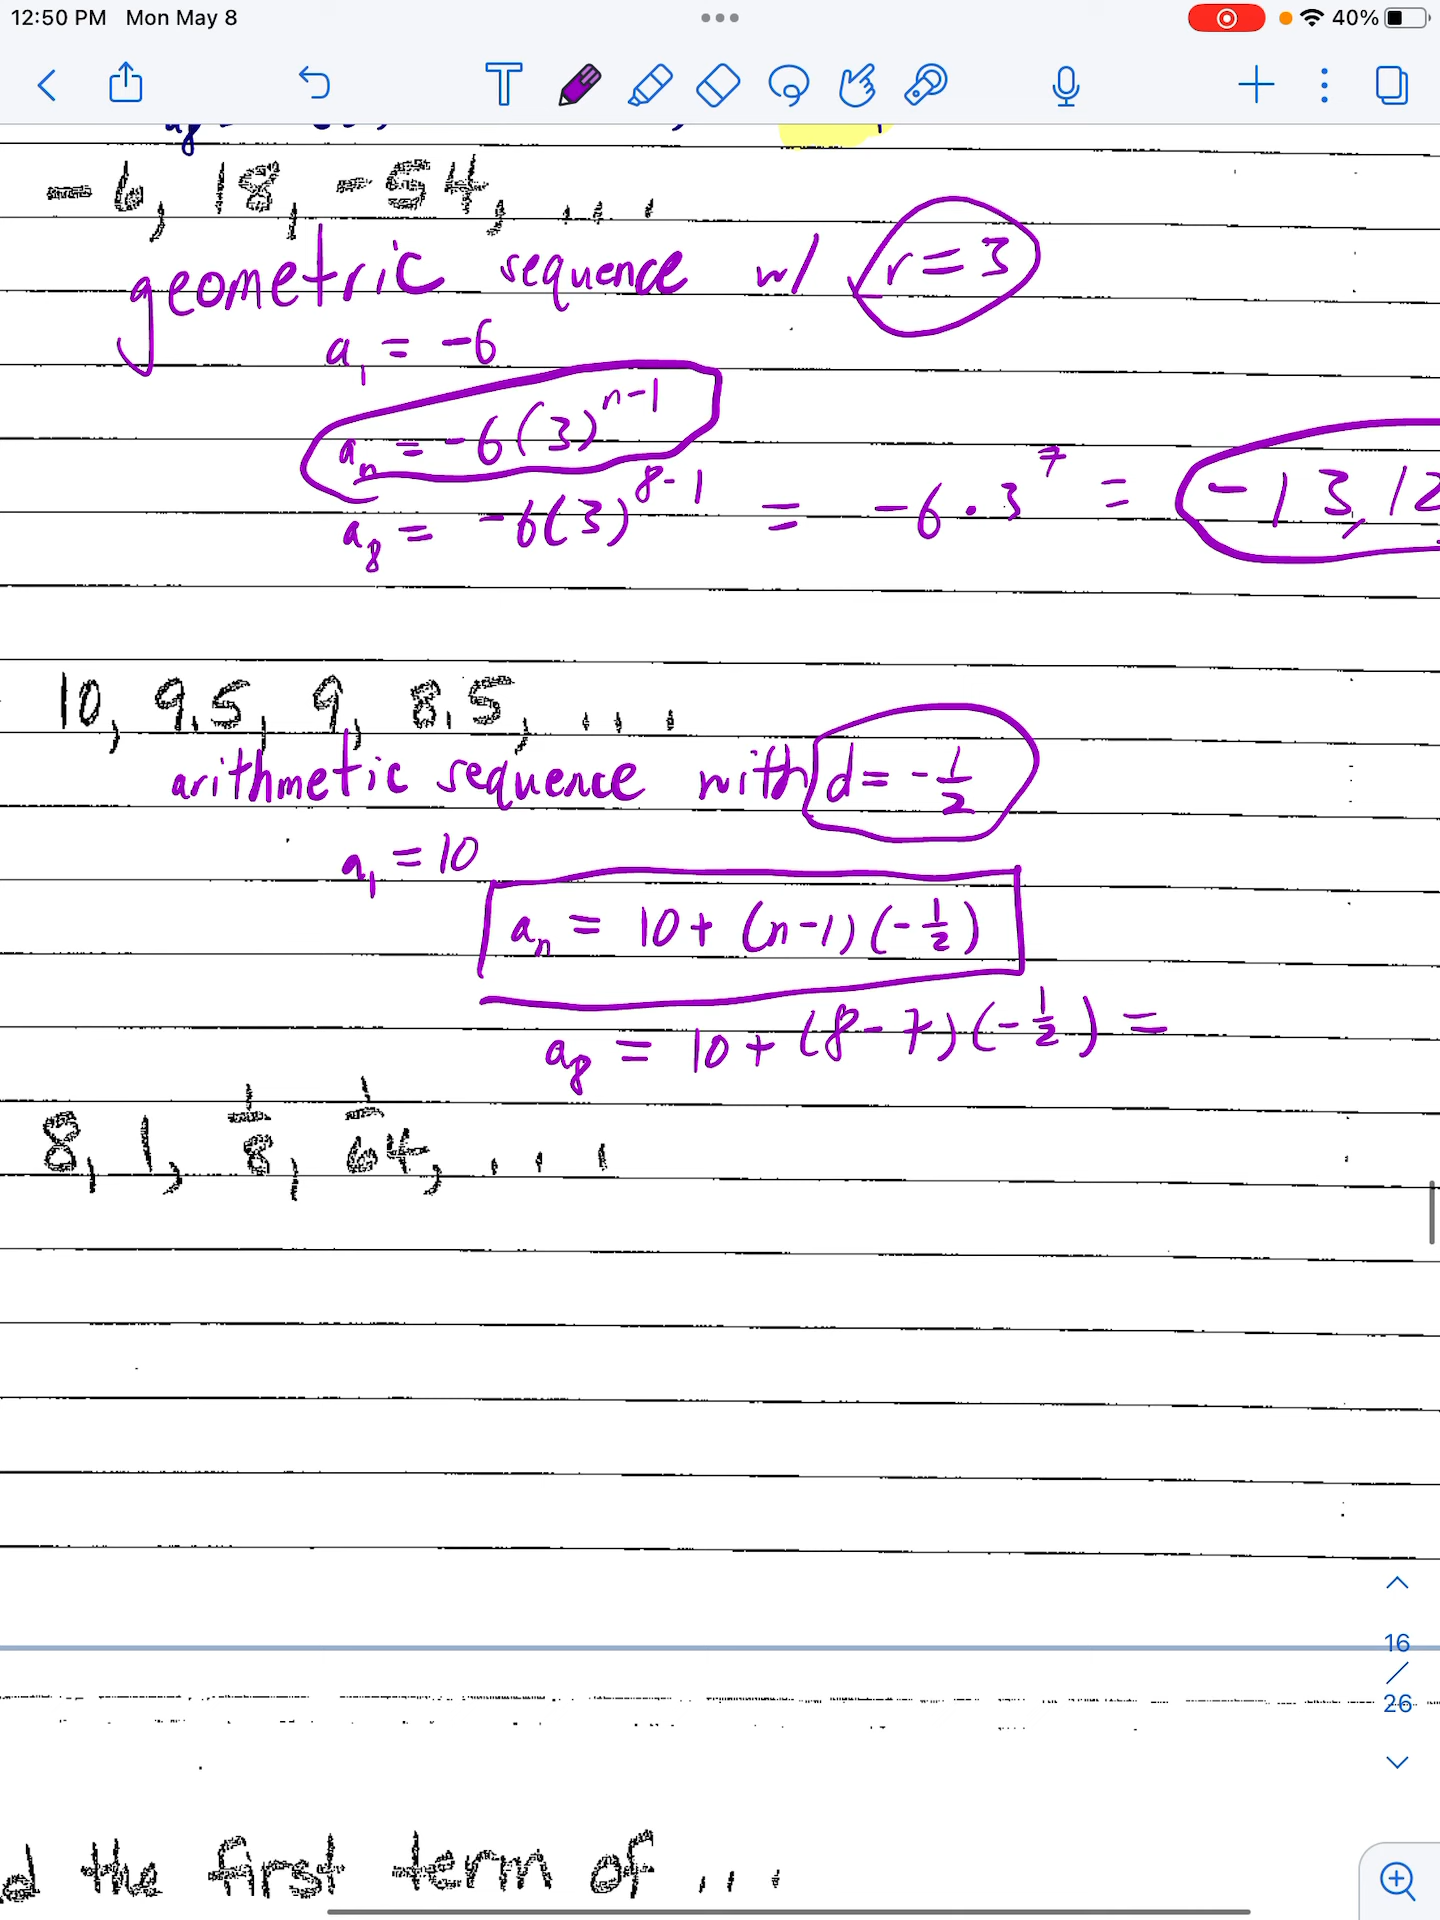 12:50 PM Mon May 8
40%
T
-6, 18, -54, ...
geometric sequence w/ r = 3
a₁ = -6
aₙ = -6(3)ⁿ⁻¹
a₈ = -6(3)⁸⁻¹ = -6·3⁷ = -13,12
10, 9.5, 9, 8.5, ...
arithmetic sequence with d = -1/2
a₁ = 10
aₙ = 10 + (n-1)(-1/2)
a₈ = 10 + (8-7)(-1/2) =
8, 1, 1/8, 1/64, ...
16
/
26
d the first term of ...